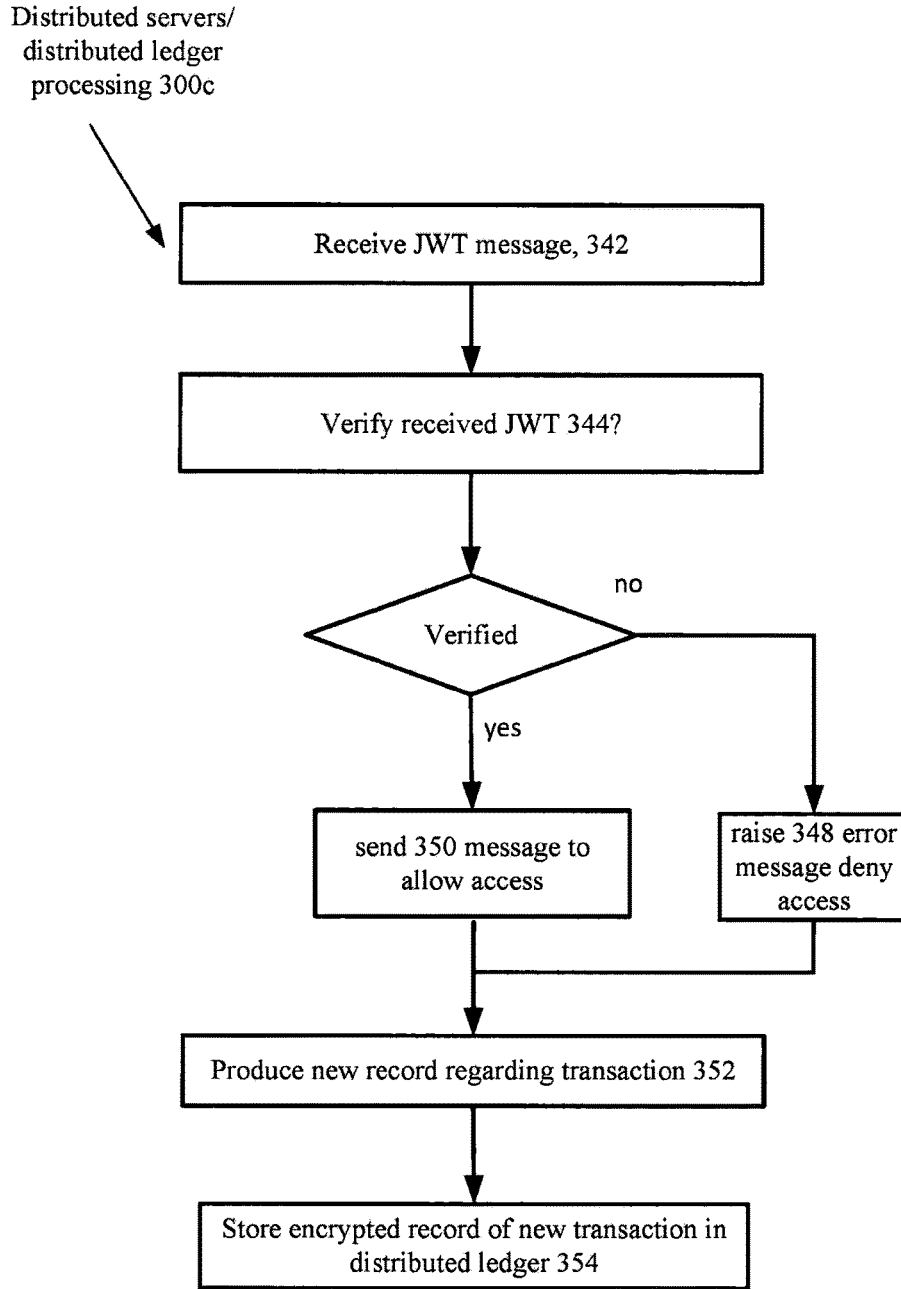 Distributed servers/
distributed ledger
processing 300c
Receive JWT message, 342
Verify received JWT 344?
no
Verified
yes
send 350 message to
allow access
raise 348 error
message deny
access
Produce new record regarding transaction 352
Store encrypted record of new transaction in
distributed ledger 354